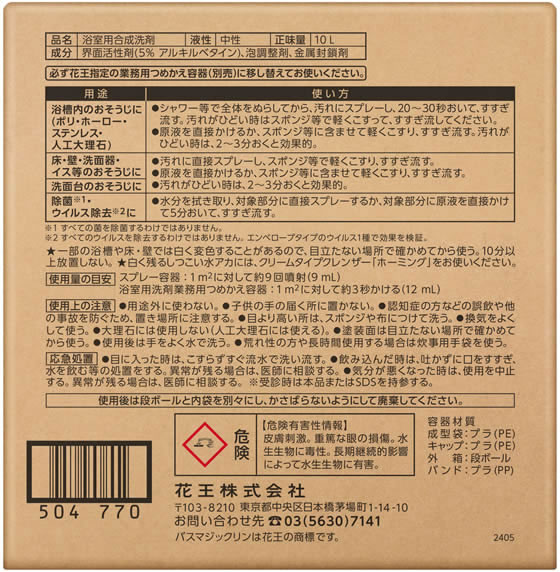 品名 浴室用合成洗剤 液性 中性 正味量 10L
成分 界面活性剤(5% アルキルベタイン)、泡調整剤、金属封鎖剤
必ず花王指定の業務用つめかえ容器(別売)に移し替えてお使いください。
用途 使い方
浴槽内のおそうじに
(ポリ・ホーロー・
ステンレス・
人工大理石)
●シャワー等で全体をぬらしてから、汚れにスプレーし、20～30秒おいて、すすぎ
流す。汚れがひどい時はスポンジ等で軽くこすって、すすぎ流してください。
●原液を直接かけるか、スポンジ等に含ませて軽くこすり、すすぎ流す。汚れが
ひどい時は、2～3分おくと効果的。
床・壁・洗面器・
イス等のおそうじに
洗面台のおそうじに
●汚れに直接スプレーし、スポンジ等で軽くこすり、すすぎ流す。
●原液を直接かけるか、スポンジ等に含ませて軽くこすり、すすぎ流す。
●汚れがひどい時は、2～3分おくと効果的。
除菌※1・
ウイルス除去※2に
●水分を拭き取り、対象部分に直接スプレーするか、対象部分に原液を直接かけ
て5分おいて、すすぎ流す。
※1 すべての菌を除菌するわけではありません。
※2 すべてのウイルスを除去するわけではありません。エンベロープタイプのウイルス1種で効果を検証。
★一部の浴槽や床・壁では白く変色することがあるので、目立たない場所で確かめてから使う。10分以
上放置しない。★白く残るしつこい水アカには、クリームタイプクレンザー「ホーミング」をお使いください。
使用量の目安 スプレー容器:1m²に対して約9回噴射(9mL)
浴室用洗剤業務用つめかえ容器:1m²に対して約3秒かける(12mL)
使用上の注意 ●用途外に使わない。●子供の手の届く所に置かない。●認知症の方などの誤飲や他
の事故を防ぐため、置き場所に注意する。●目より高い所は、スポンジや布につけて洗う。●換気をよく
して使う。●大理石には使用しない(人工大理石には使える)。●塗装面は目立たない場所で確かめて
から使う。●使用後は手をよく水で洗う。●荒れ性の方や長時間使用する場合は炊事用手袋を使う。
応急処置 ●目に入った時は、こすらずすぐ流水で洗い流す。●飲み込んだ時は、吐かずに口をすすぎ、
水を飲む等の処置をする。異常が残る場合は、医師に相談する。●気分が悪くなった時は、使用を中止
する。異常が残る場合は、医師に相談する。※受診時は本品またはSDSを持参する。
使用後は段ボールと内袋を別々にし、かさばらないようにして廃棄してください。
504 770
危険
【危険有害性情報】
皮膚刺激。重篤な眼の損傷。水
生生物に毒性。長期継続的影響
によって水生生物に有害。
容器材質
成型袋:プラ(PE)
キャップ:プラ(PE)
外箱:段ボール
バンド:プラ(PP)
花王株式会社
〒103-8210 東京都中央区日本橋茅場町1-14-10
お問い合わせ先 ☎03(5630)7141
バスマジックリンは花王の商標です。
2405